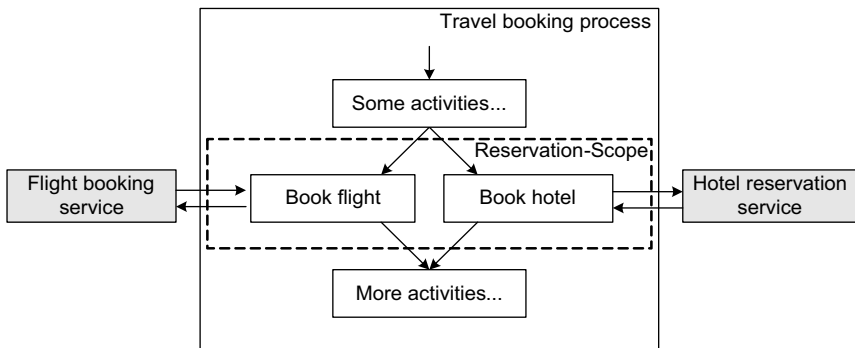 Travel booking process
Some activities...
Reservation-Scope
Flight booking
service
Book flight
Book hotel
Hotel reservation
service
More activities...